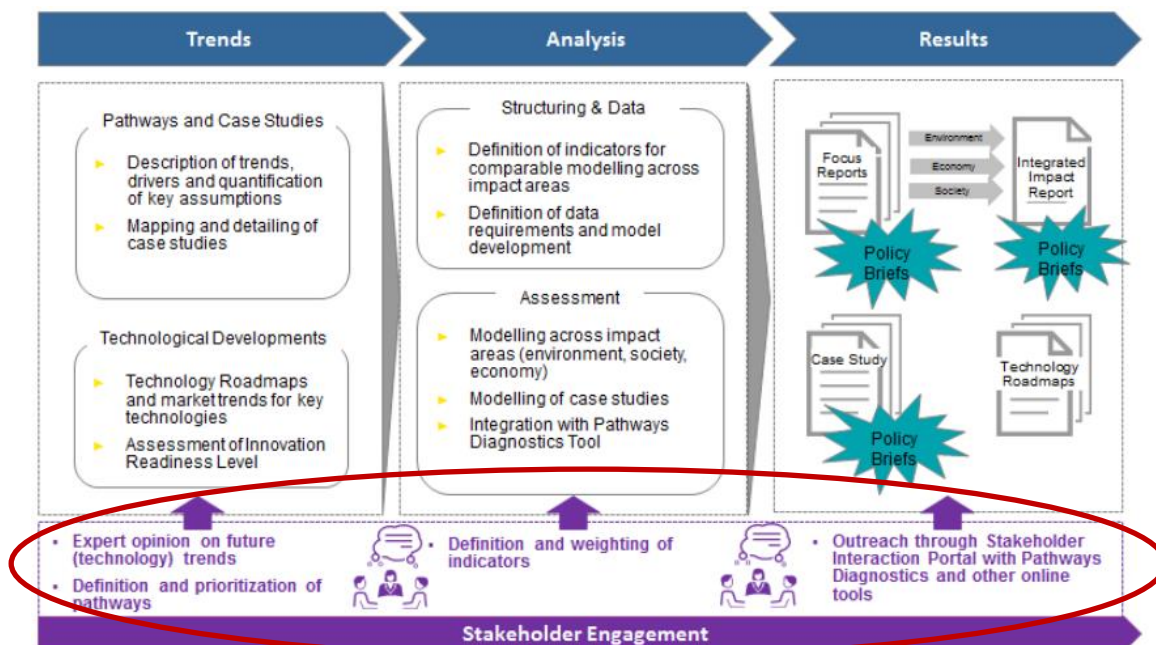 Trends
Analysis
Results
Pathways and Case Studies
Description of trends,
drivers and quantification
of key assumptions
Mapping and detailing of
case studies
Technological Developments
Technology Roadmaps
and market trends for key
technologies
Assessment of Innovation
Readiness Level
Structuring & Data
Definition of indicators for
comparable modelling across
impact areas
Definition of data
requirements and model
development
Assessment
Modelling across impact
areas (environment, society,
economy)
Modelling of case studies
Integration with Pathways
Diagnostics Tool
Focus
Reports
Environment
Economy
Society
Integrated
Impact
Report
Policy
Briefs
Policy
Briefs
Case Study
Policy
Briefs
Technology
Roadmaps
• Expert opinion on future
(technology) trends
• Definition and prioritization of
pathways
• Definition and weighting of
indicators
• Outreach through Stakeholder
Interaction Portal with Pathways
Diagnostics and other online
tools
Stakeholder Engagement